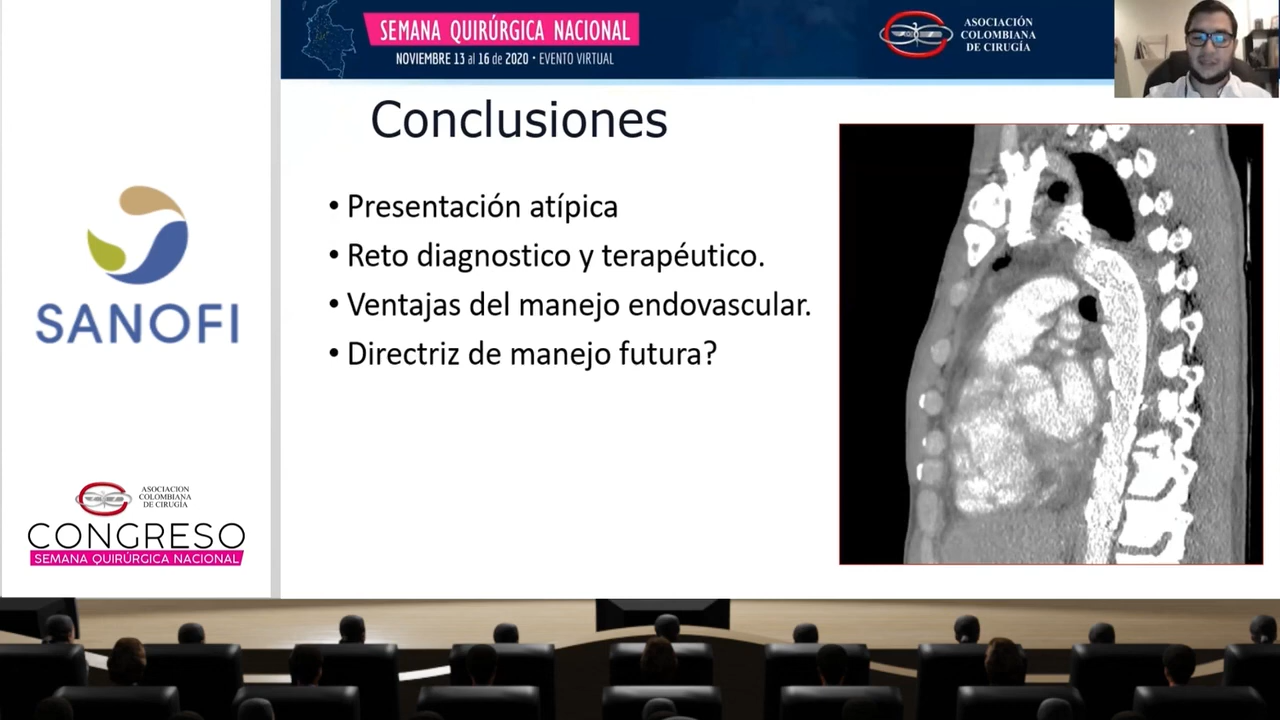 SEMANA QUIRÚRGICA NACIONAL
NOVIEMBRE 13 al 16 de 2020 • EVENTO VIRTUAL
ASOCIACIÓN
COLOMBIANA
DE CIRUGÍA
Conclusiones
• Presentación atípica
• Reto diagnostico y terapéutico.
• Ventajas del manejo endovascular.
• Directriz de manejo futura?
SANOFI
ASOCIACIÓN
COLOMBIANA
DE CIRUGÍA
CONGRESO
SEMANA QUIRÚRGICA NACIONAL